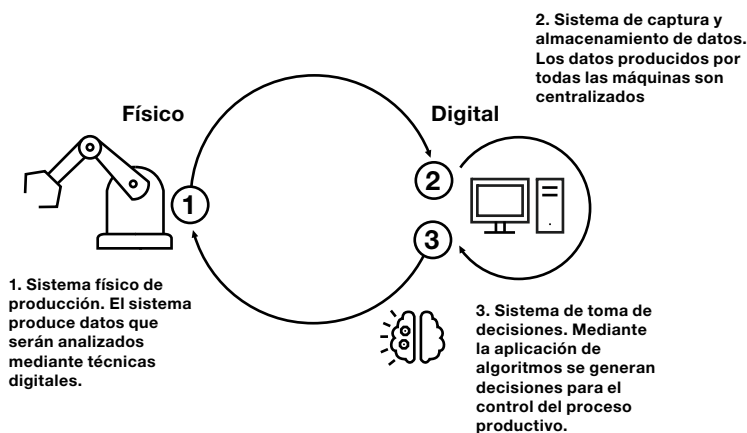 2. Sistema de captura y
almacenamiento de datos.
Los datos producidos por
todas las máquinas son
centralizados
Físico
Digital
1
2
3
1. Sistema físico de
producción. El sistema
produce datos que
serán analizados
mediante técnicas
digitales.
3. Sistema de toma de
decisiones. Mediante
la aplicación de
algoritmos se generan
decisiones para el
control del proceso
productivo.